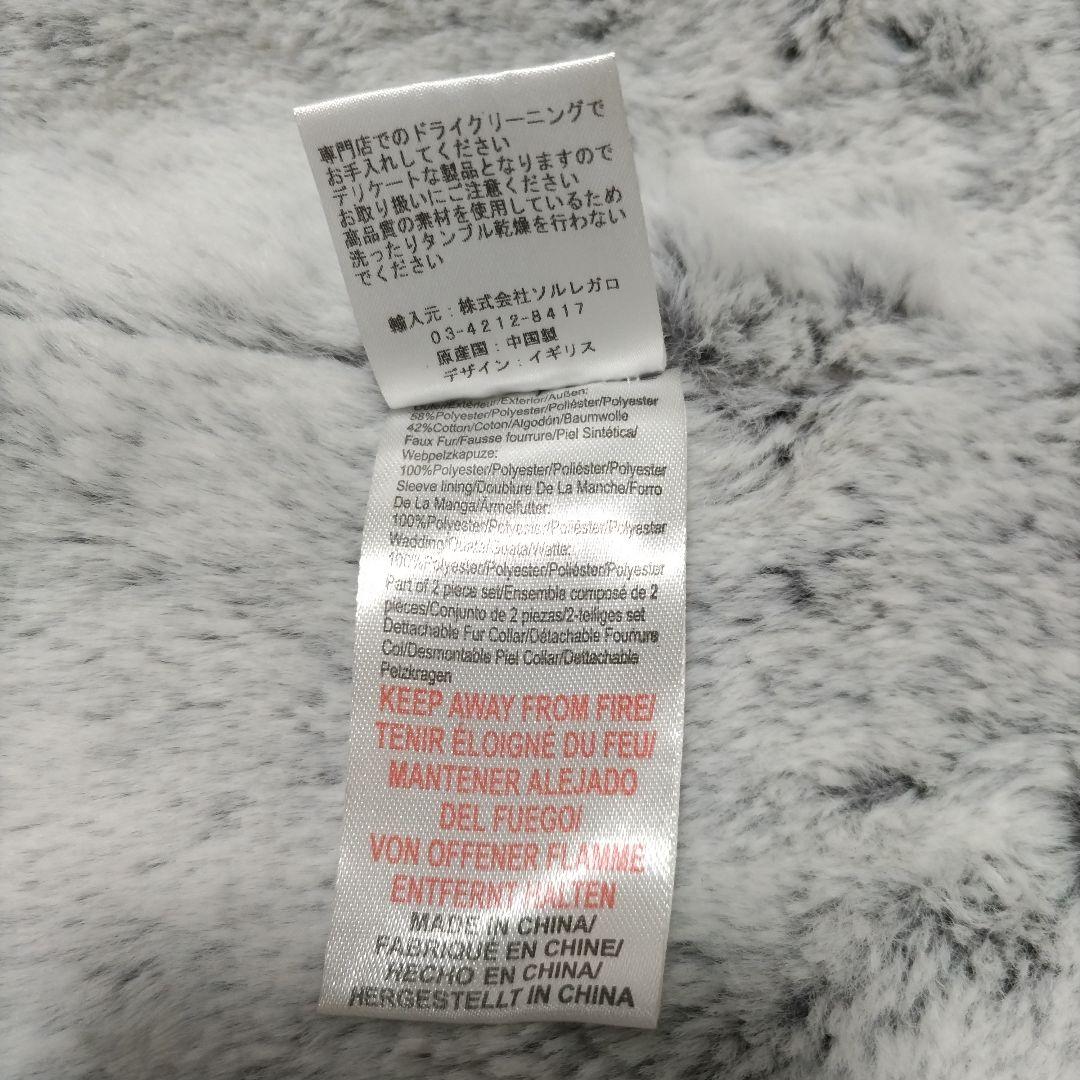 専門店でのドライクリーニングで
お手入れしてください
デリケートな製品となりますので
お取り扱いにご注意ください
高品質の素材を使用しているため
洗ったりタンブル乾燥を行わない
でください
輸入元：株式会社ソルレガロ
03-4212-8417
原産国：中国製
デザイン：イギリス
Outer/Extérieur/Exterior/Außen:
58%Polyester/Polyester/Poliéster/Polyester
42%Cotton/Coton/Algodón/Baumwolle
Faux Fur/Fausse fourrure/Piel Sintética/
Webpelzkapuze:
100%Polyester/Polyester/Poliéster/Polyester
Sleeve lining/Doublure De La Manche/Forro
De La Manga/Ärmelfutter:
100%Polyester/Polyester/Poliéster/Polyester
Wadding/Ouate/Guata/Watte:
100%Polyester/Polyester/Poliéster/Polyester
Part of 2 piece set/Ensemble composé de 2
pièces/Conjunto de 2 piezas/2-teiliges set
Dettachable Fur Collar/Détachable Fourrure
Col/Desmontable Piel Collar/Dettachable
Pelzkragen
KEEP AWAY FROM FIRE/
TENIR ÉLOIGNÉ DU FEU/
MANTENER ALEJADO
DEL FUEGO/
VON OFFENER FLAMME
ENTFERNT HALTEN
MADE IN CHINA/
FABRIQUÉ EN CHINE/
HECHO EN CHINA/
HERGESTELLT IN CHINA